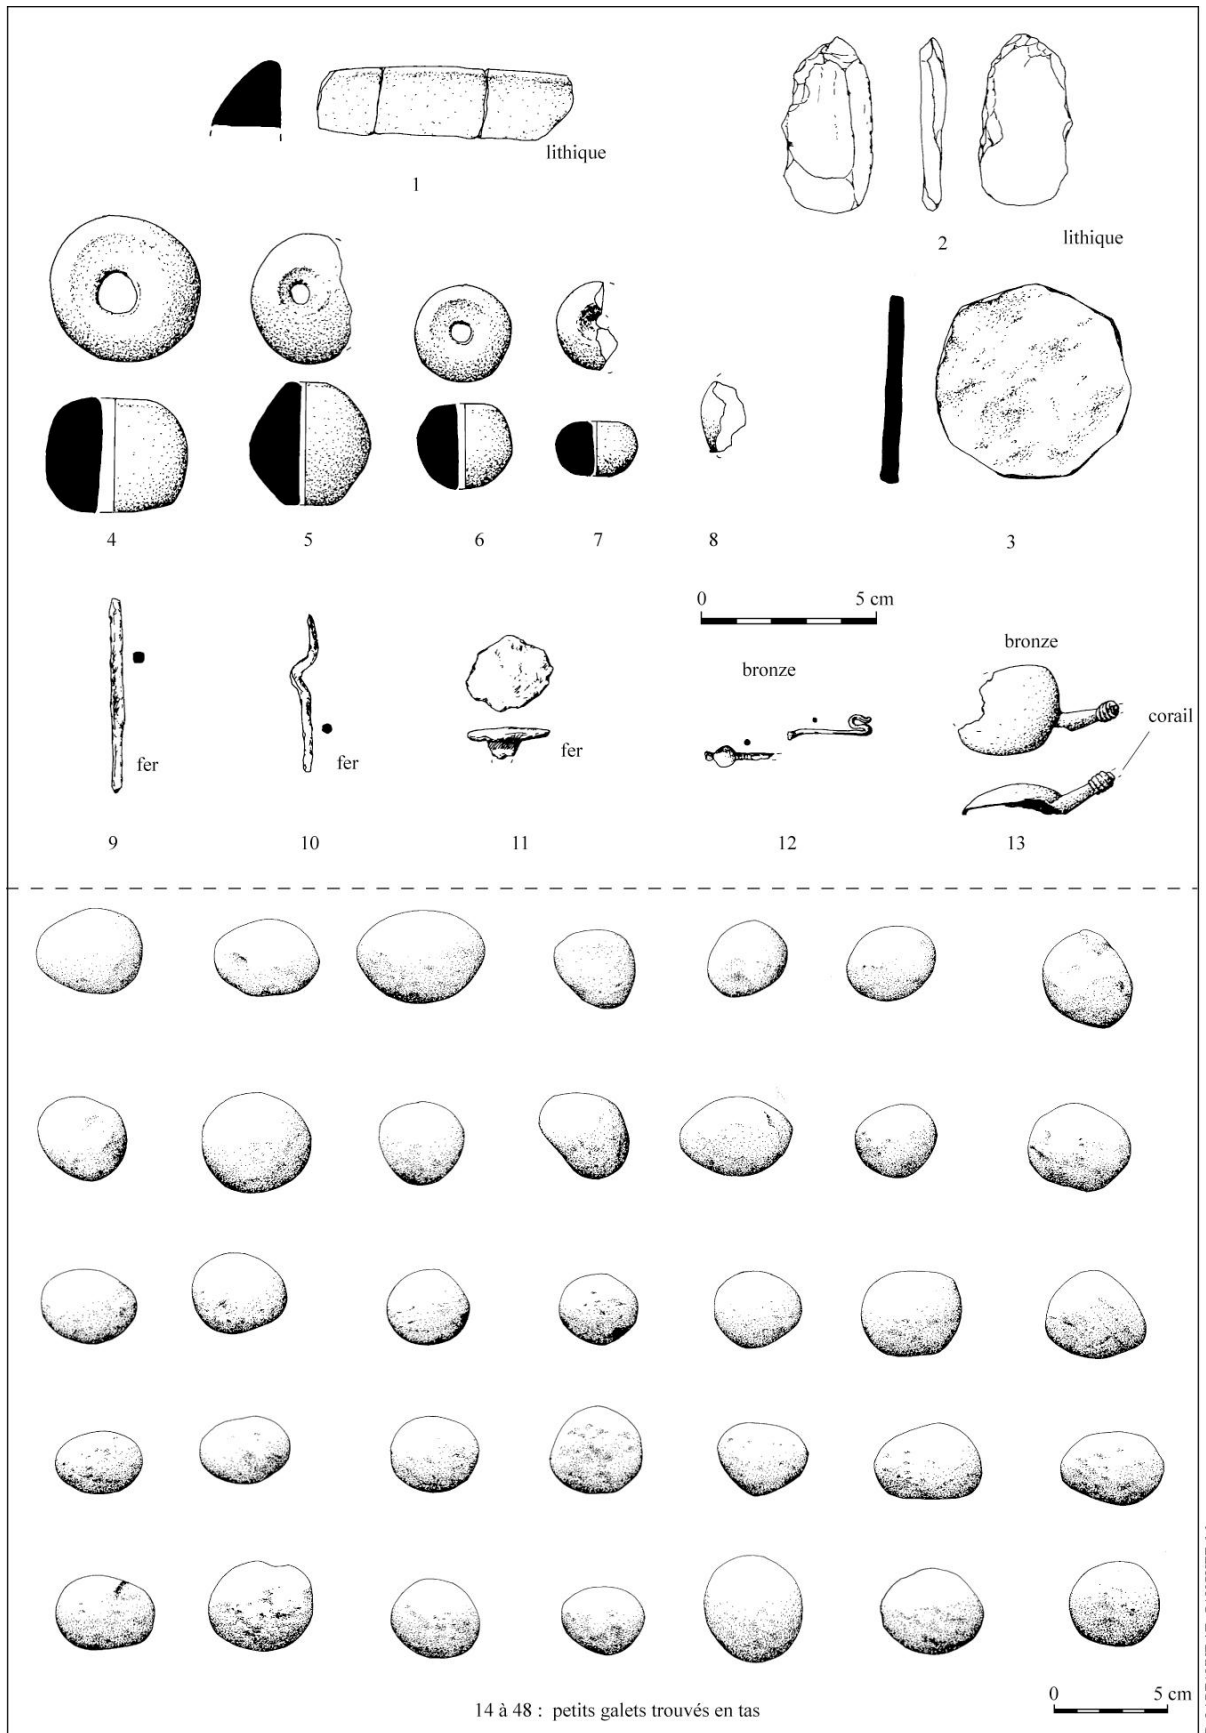 lithique
1
2
lithique
4
5
6
7
8
3
0 5 cm
bronze
bronze
corail
fer
fer
fer
9
10
11
12
13
14 à 48 : petits galets trouvés en tas
0 5 cm